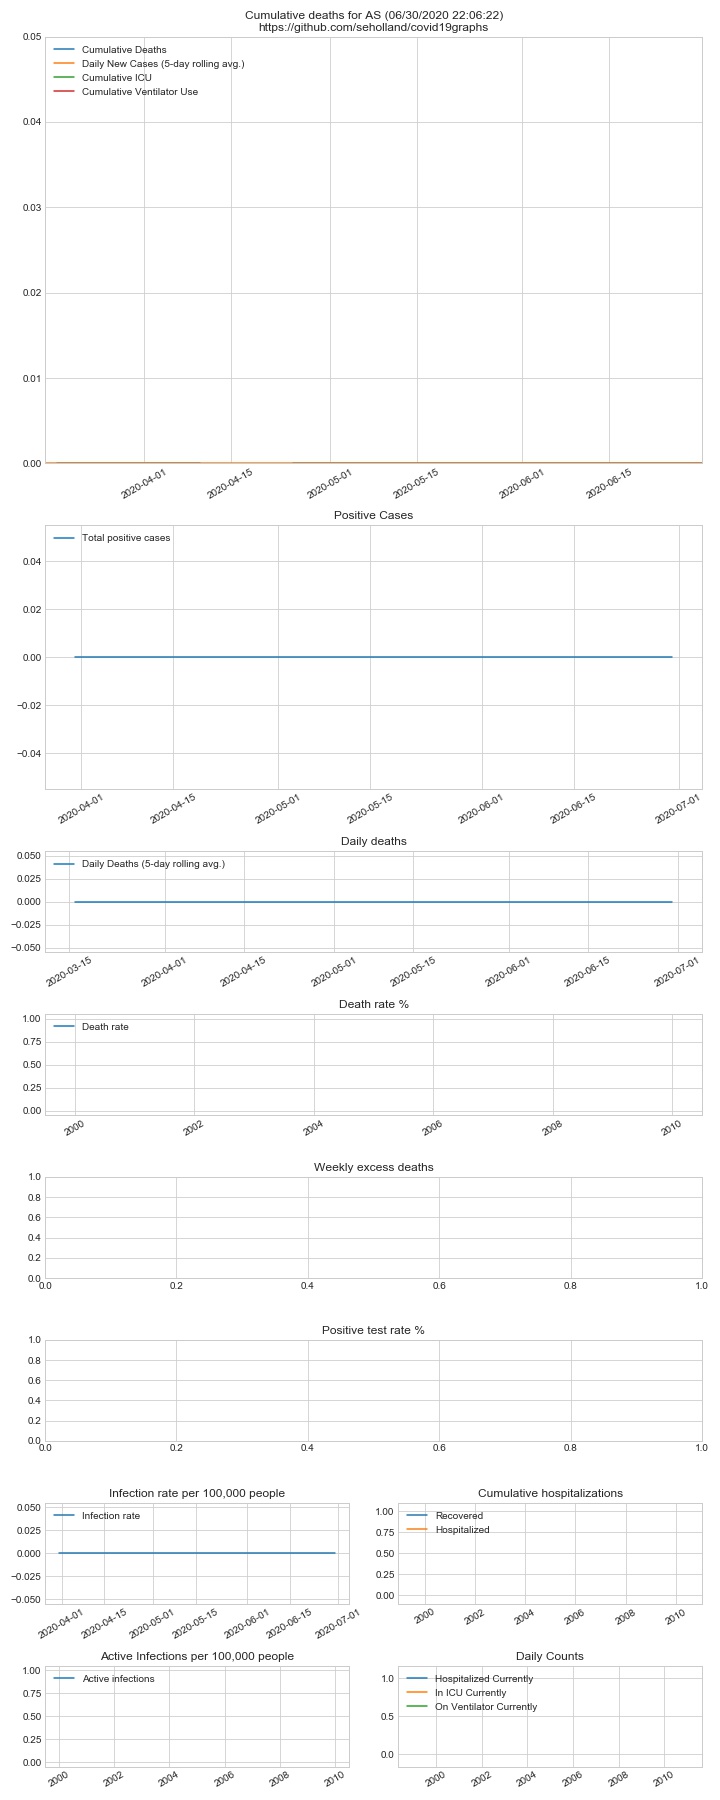 Cumulative deaths for AS (06/30/2020 22:06:22)
https://github.com/seholland/covid19graphs
0.05
Cumulative Deaths
Daily New Cases (5-day rolling avg.)
Cumulative ICU
Cumulative Ventilator Use
0.04
0.03
0.02
0.01
0.00
2020-04-01 2020-04-15 2020-05-01 2020-05-15 2020-06-01 2020-06-15
Positive Cases
Total positive cases
0.04
0.02
0.00
−0.02
−0.04
2020-04-01 2020-04-15 2020-05-01 2020-05-15 2020-06-01 2020-06-15 2020-07-01
Daily deaths
0.050
Daily Deaths (5-day rolling avg.)
0.025
0.000
−0.025
−0.050
2020-03-15 2020-04-01 2020-04-15 2020-05-01 2020-05-15 2020-06-01 2020-06-15 2020-07-01
Death rate %
1.00
Death rate
0.75
0.50
0.25
0.00
2000 2002 2004 2006 2008 2010
Weekly excess deaths
1.0
0.8
0.6
0.4
0.2
0.0
0.0 0.2 0.4 0.6 0.8 1.0
Positive test rate %
1.0
0.8
0.6
0.4
0.2
0.0
0.0 0.2 0.4 0.6 0.8 1.0
Infection rate per 100,000 people
0.050
Infection rate
0.025
0.000
−0.025
−0.050
2020-04-01 2020-04-15 2020-05-01 2020-05-15 2020-06-01 2020-06-15 2020-07-01
Cumulative hospitalizations
1.00
Recovered
Hospitalized
0.75
0.50
0.25
0.00
2000 2002 2004 2006 2008 2010
Active Infections per 100,000 people
1.00
Active infections
0.75
0.50
0.25
0.00
2000 2002 2004 2006 2008 2010
Daily Counts
Hospitalized Currently
1.0
In ICU Currently
On Ventilator Currently
0.5
0.0
2000 2002 2004 2006 2008 2010